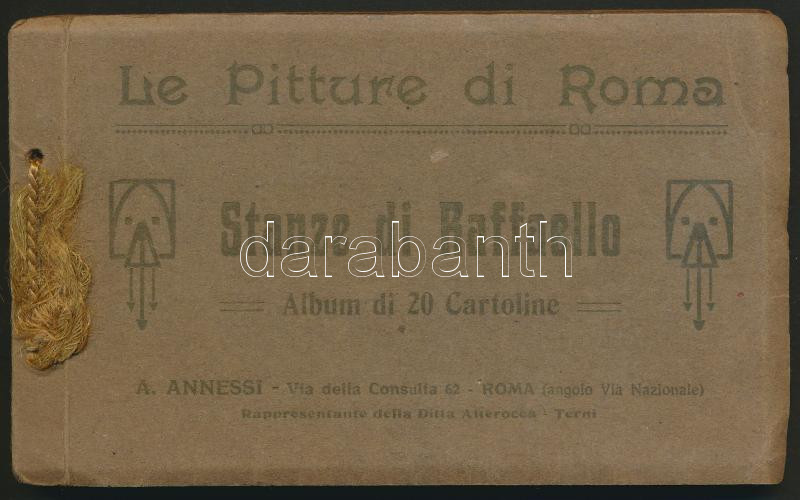 Le Pitture di Roma
Stanze di Raffaello
darabanth
Album di 20 Cartoline
A. ANNESSI - Via della Consulta 62 - ROMA (angolo Via Nazionale)
Rappresentante della Ditta Alterocca - Terni